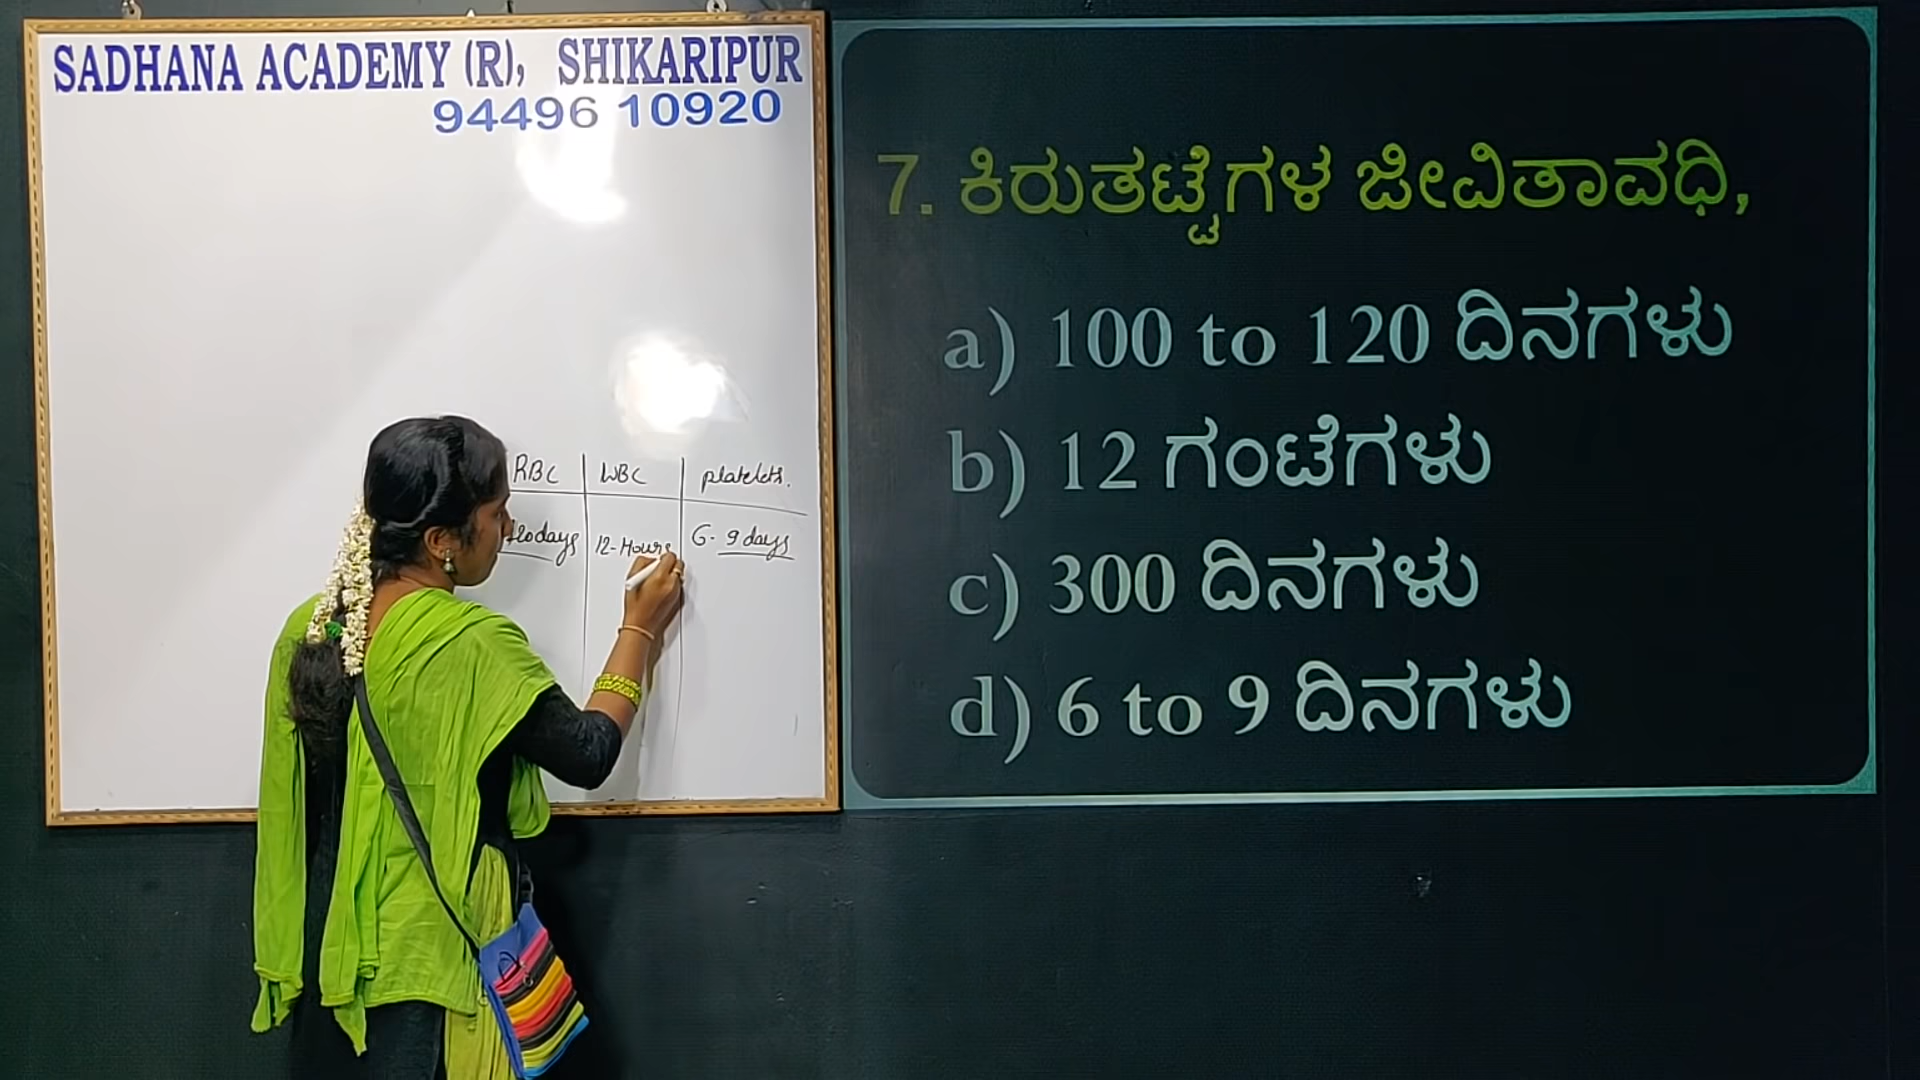 SADHANA ACADEMY (R), SHIKARIPUR
94496 10920
RBC WBC platelets.
20days 12-Hours 6- 9 days
7. ಕಿರುತಟ್ಟೆಗಳ ಜೀವಿತಾವಧಿ,
a) 100 to 120 ದಿನಗಳು
b) 12 ಗಂಟೆಗಳು
c) 300 ದಿನಗಳು
d) 6 to 9 ದಿನಗಳು